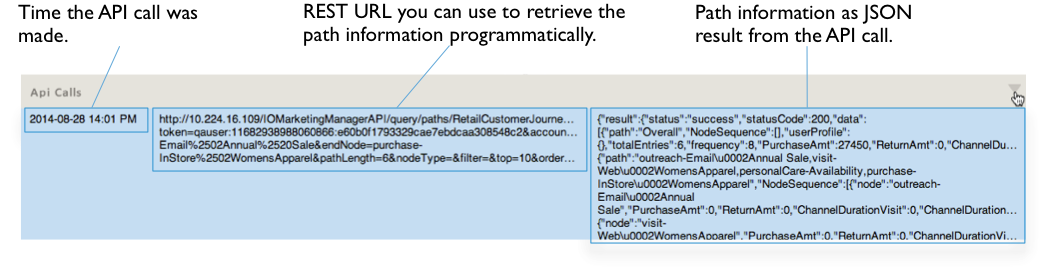 Time the API call was
made.
REST URL you can use to retrieve the
path information programmatically.
Path information as JSON
result from the API call.
Api Calls
2014-08-28 14:01 PM
http://10.224.16.109/IOMarketingManagerAPI/query/paths/RetailCustomerJourne...
token=qauser:11682938988060866:e60b0f1793329cae7ebdcaa308548c2&accoun...
Email%2502Annual%2520Sale&endNode=purchase-
InStore%2502WomensApparel&pathLength=6&nodeType=&filter=&top=10&order...
{"result":{"status":"success","statusCode":200,"data":
[{"path":"Overall","NodeSequence":[],"userProfile":
{},"totalEntries":6,"frequency":8,"PurchaseAmt":27450,"ReturnAmt":0,"ChannelDu...
{"path":"outreach-Email\u0002Annual Sale,visit-
Web\u0002WomensApparel,personalCare-Availability,purchase-
InStore\u0002WomensApparel","NodeSequence":[{"node":"outreach-
Email\u0002Annual
Sale","PurchaseAmt":0,"ReturnAmt":0,"ChannelDurationVisit":0,"ChannelDuration...
{"node":"visit-
Web\u0002WomensApparel","PurchaseAmt":0,"ReturnAmt":0,"ChannelDurationVi...